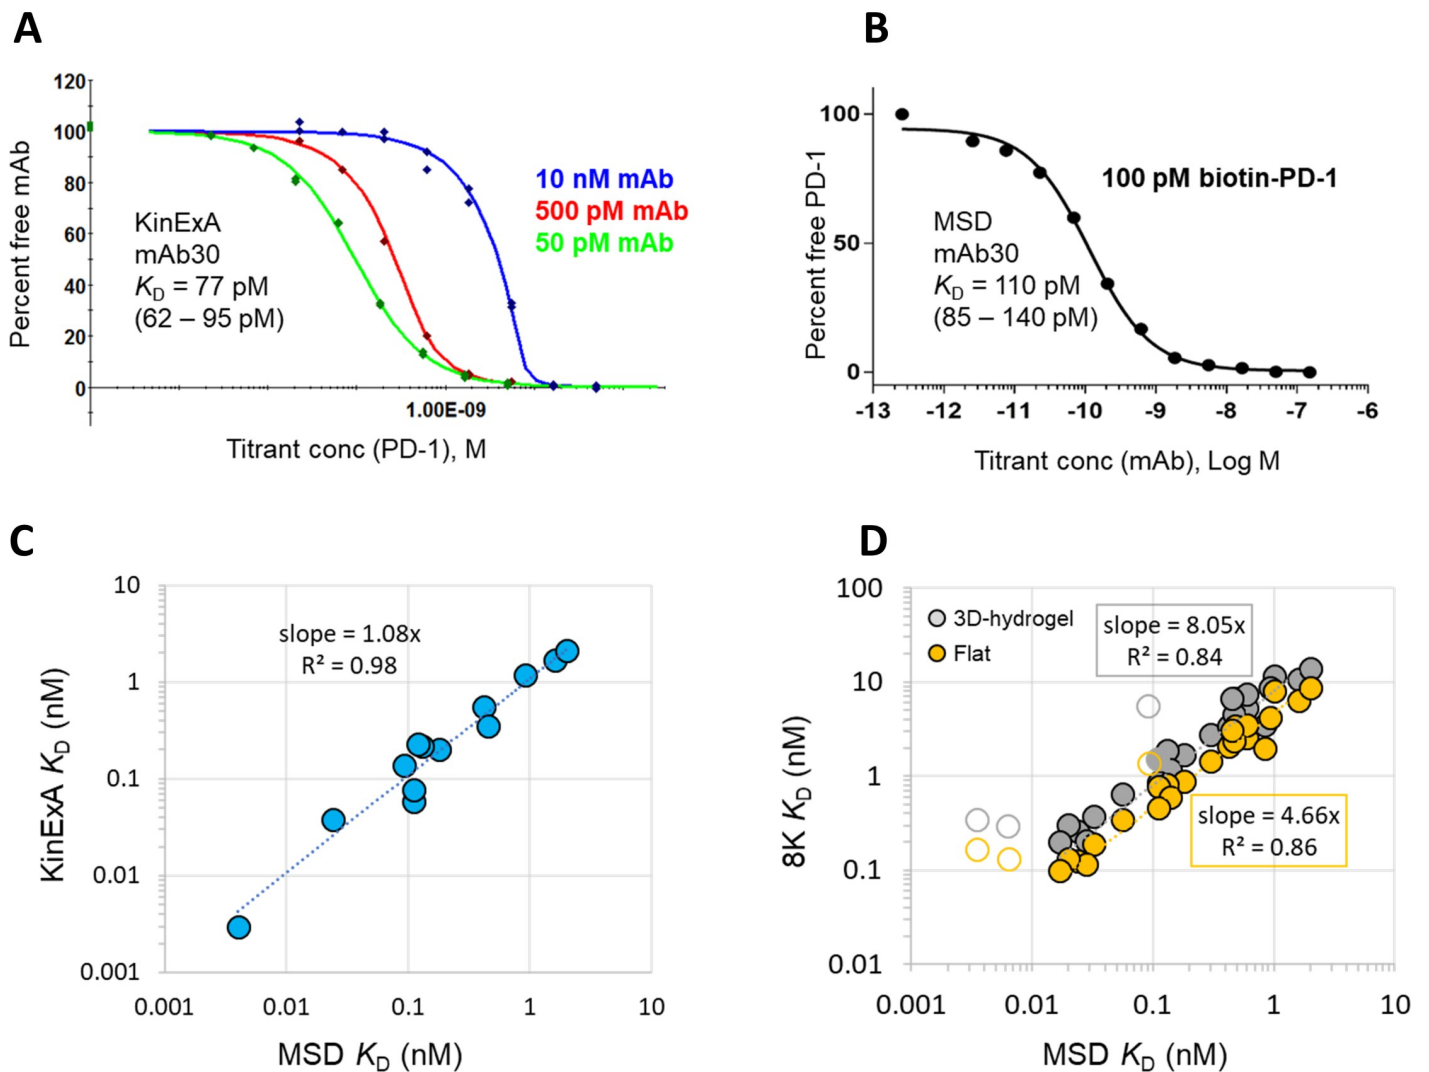 A
120
100
80
60
40
20
0
Percent free mAb
10 nM mAb
500 pM mAb
50 pM mAb
KinExA
mAb30
KD = 77 pM
(62 – 95 pM)
1.00E-09
Titrant conc (PD-1), M
B
100
50
0
Percent free PD-1
100 pM biotin-PD-1
MSD
mAb30
KD = 110 pM
(85 – 140 pM)
-13 -12 -11 -10 -9 -8 -7 -6
Titrant conc (mAb), Log M
C
10
1
0.1
0.01
0.001
KinExA KD (nM)
slope = 1.08x
R² = 0.98
0.001 0.01 0.1 1 10
MSD KD (nM)
D
100
10
1
0.1
0.01
8K KD (nM)
3D-hydrogel
Flat
slope = 8.05x
R² = 0.84
slope = 4.66x
R² = 0.86
0.001 0.01 0.1 1 10
MSD KD (nM)